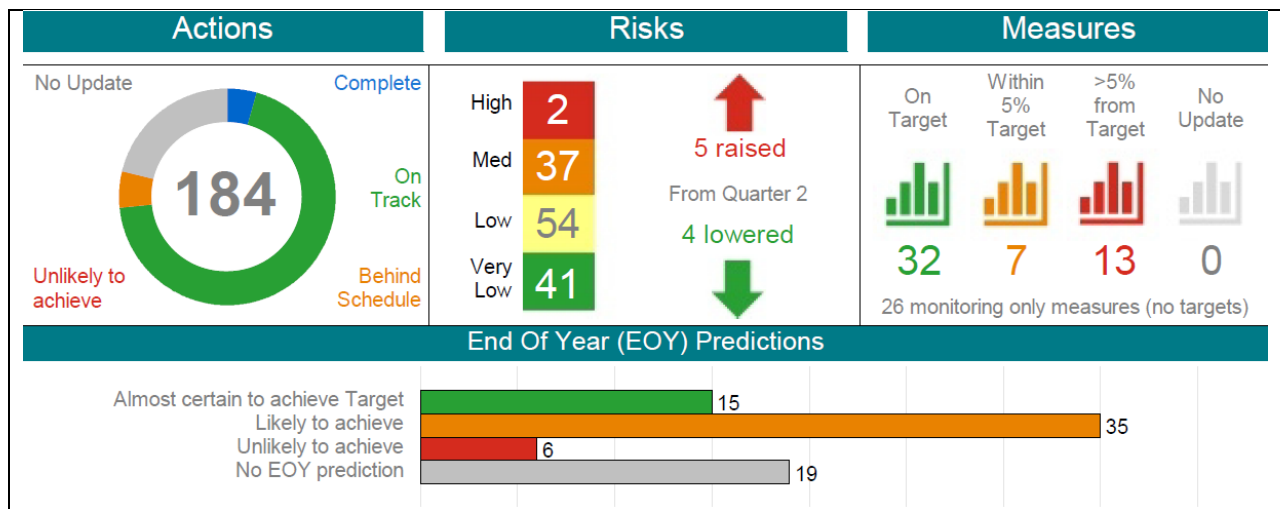 Actions
No Update
Complete
184
On
Track
Unlikely to
achieve
Behind
Schedule
Risks
High
2
Med
37
Low
54
Very
Low
41
5 raised
From Quarter 2
4 lowered
Measures
On
Target
Within
5%
Target
>5%
from
Target
No
Update
32
7
13
0
26 monitoring only measures (no targets)
End Of Year (EOY) Predictions
Almost certain to achieve Target
15
Likely to achieve
35
Unlikely to achieve
6
No EOY prediction
19